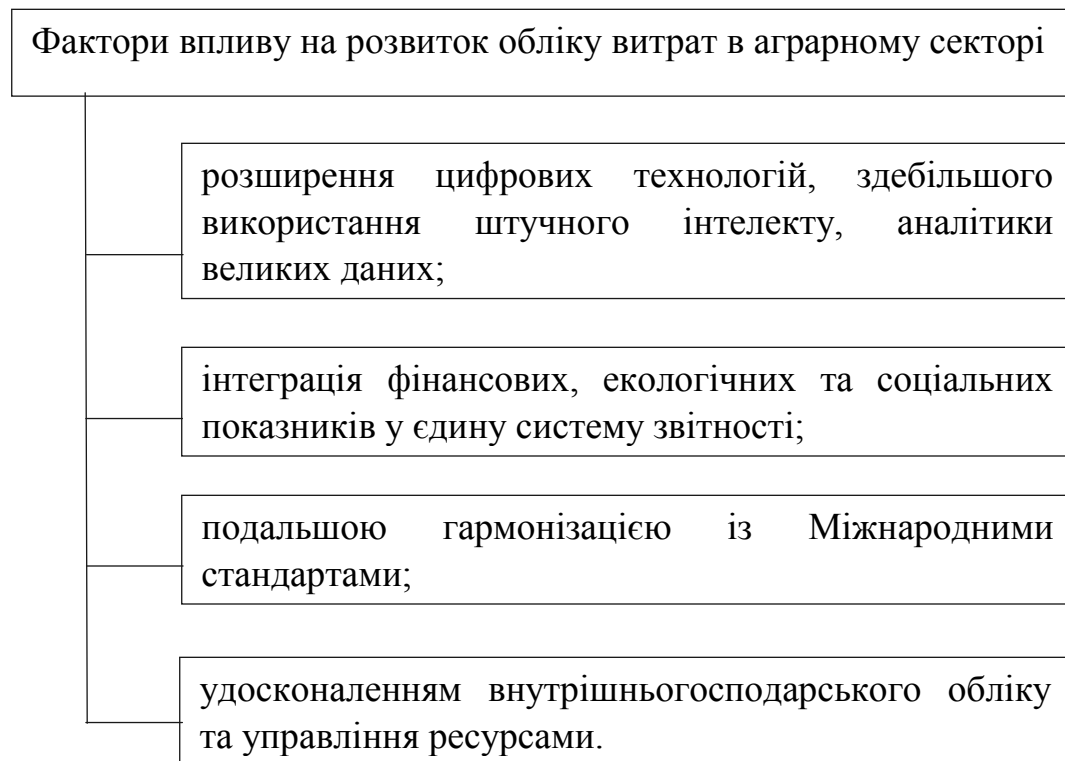 Фактори впливу на розвиток обліку витрат в аграрному секторі
розширення цифрових технологій, здебільшого
використання штучного інтелекту, аналітики
великих даних;
інтеграція фінансових, екологічних та соціальних
показників у єдину систему звітності;
подальшою гармонізацією із Міжнародними
стандартами;
удосконаленням внутрішньогосподарського обліку
та управління ресурсами.